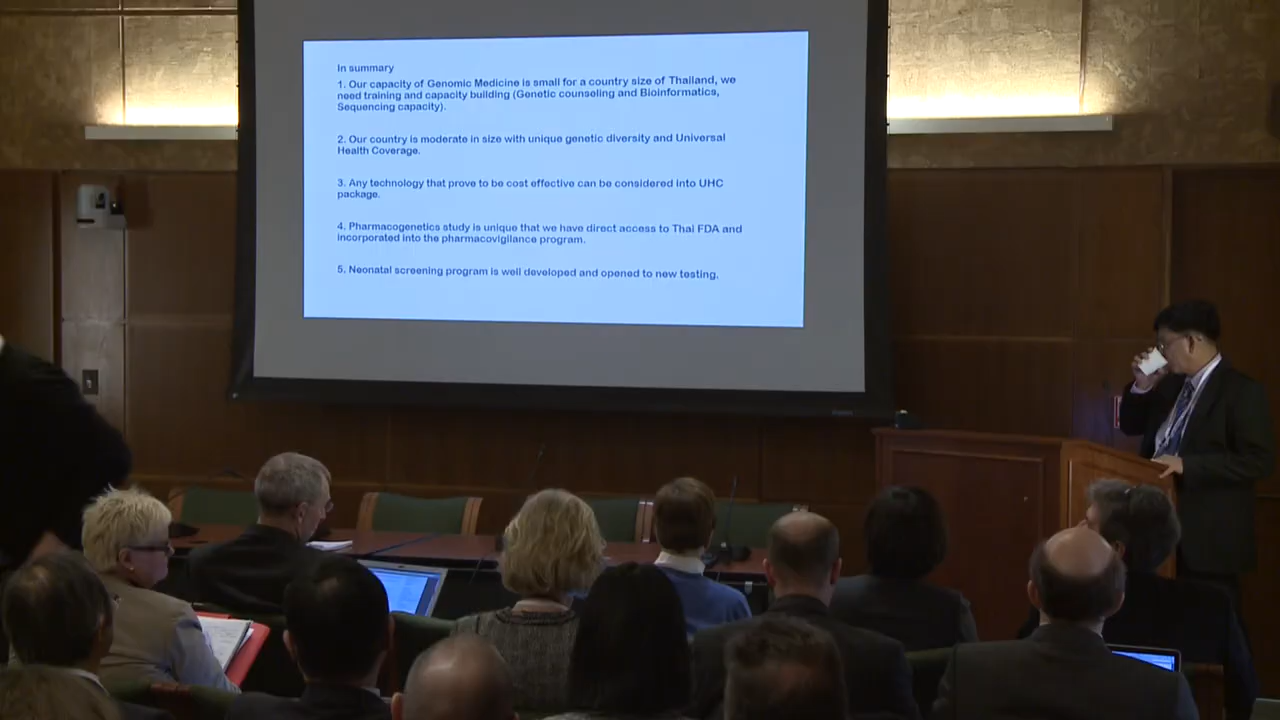 In summary
1. Our capacity of Genomic Medicine is small for a country size of Thailand, we
need training and capacity building (Genetic counseling and Bioinformatics,
Sequencing capacity).
2. Our country is moderate in size with unique genetic diversity and Universal
Health Coverage.
3. Any technology that prove to be cost effective can be considered into UHC
package.
4. Pharmacogenetics study is unique that we have direct access to Thai FDA and
incorporated into the pharmacovigilance program.
5. Neonatal screening program is well developed and opened to new testing.